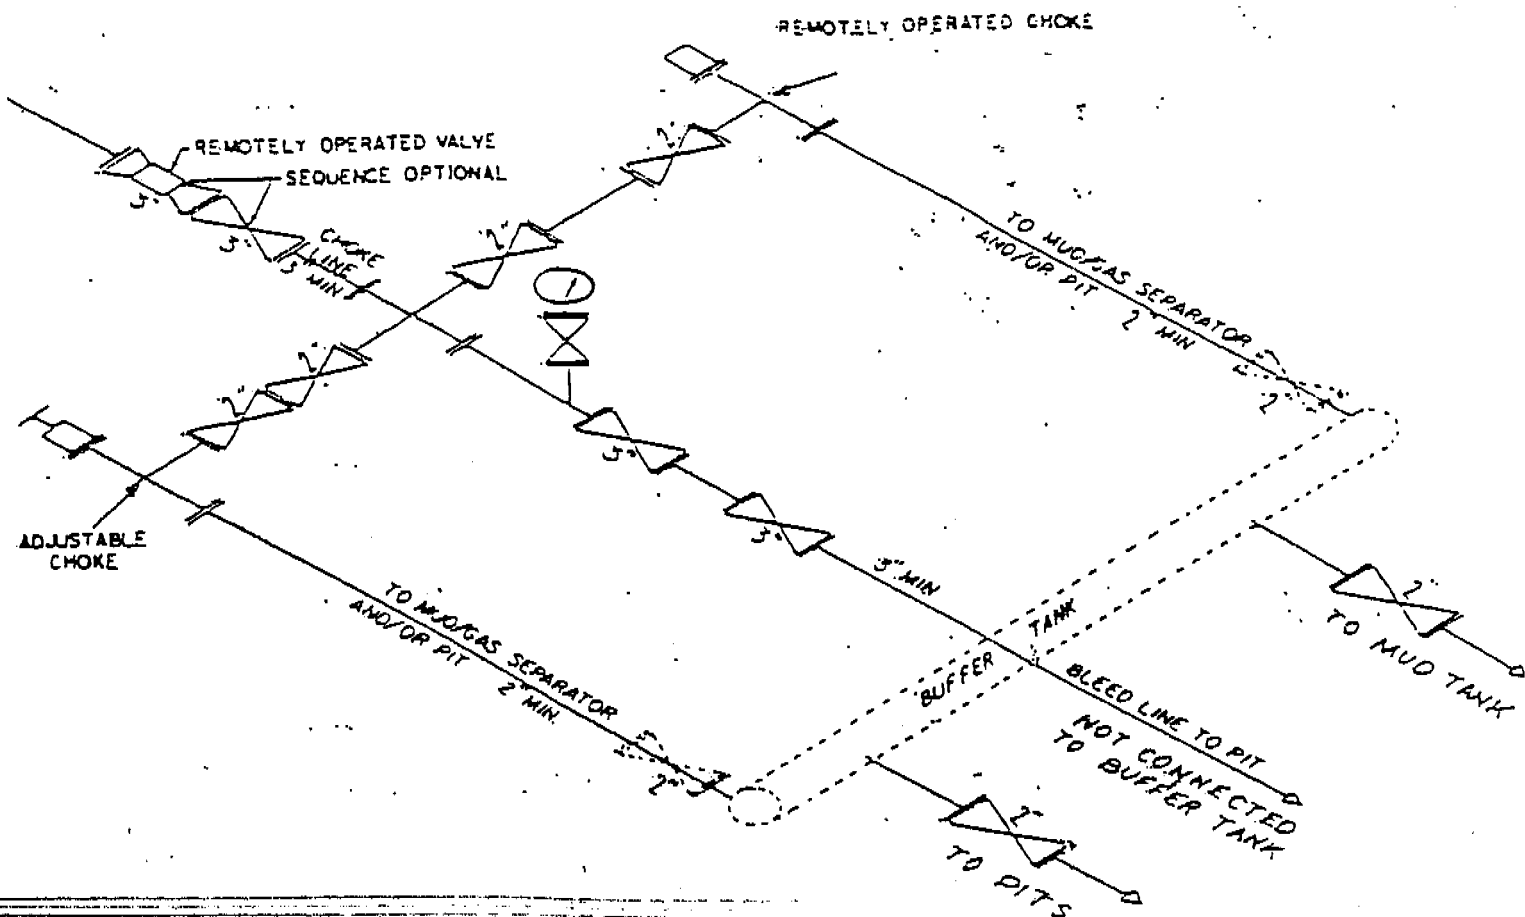 REMOTELY OPERATED CHOKE
REMOTELY OPERATED VALVE
SEQUENCE OPTIONAL
3"
3"
CHOKE
LINE
3 MIN
2"
2"
2"
2"
ADJUSTABLE
CHOKE
TO MUD/GAS SEPARATOR
AND/OR PIT
2" MIN
2"
3"
3"
3" MIN
TO MUD/GAS SEPARATOR
AND/OR PIT
2" MIN.
2"
BUFFER TANK
2"
TO MUD TANK
BLEED LINE TO PIT
NOT CONNECTED
TO BUFFER TANK
2"
TO PITS